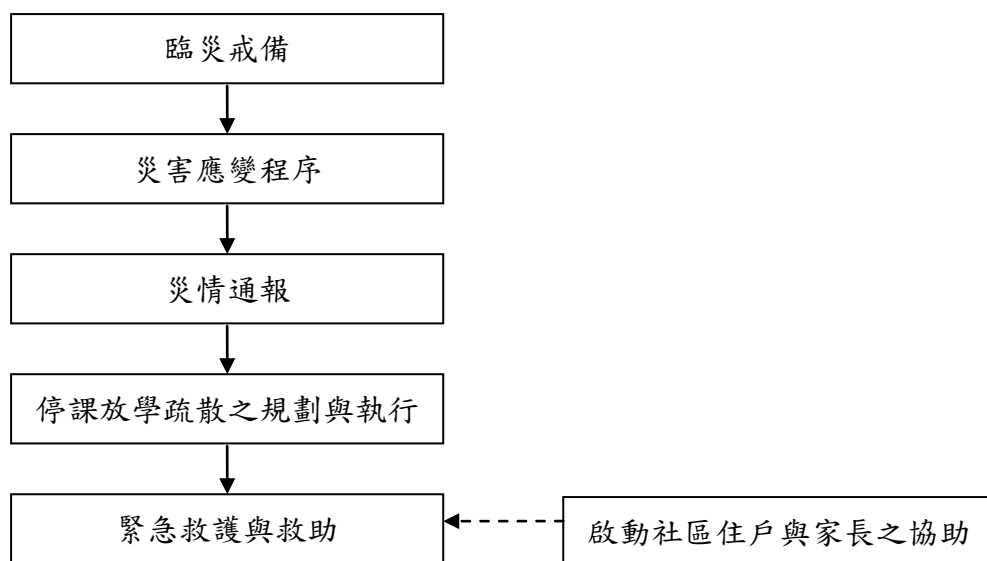 臨災戒備
災害應變程序
災情通報
停課放學疏散之規劃與執行
緊急救護與救助
啟動社區住戶與家長之協助